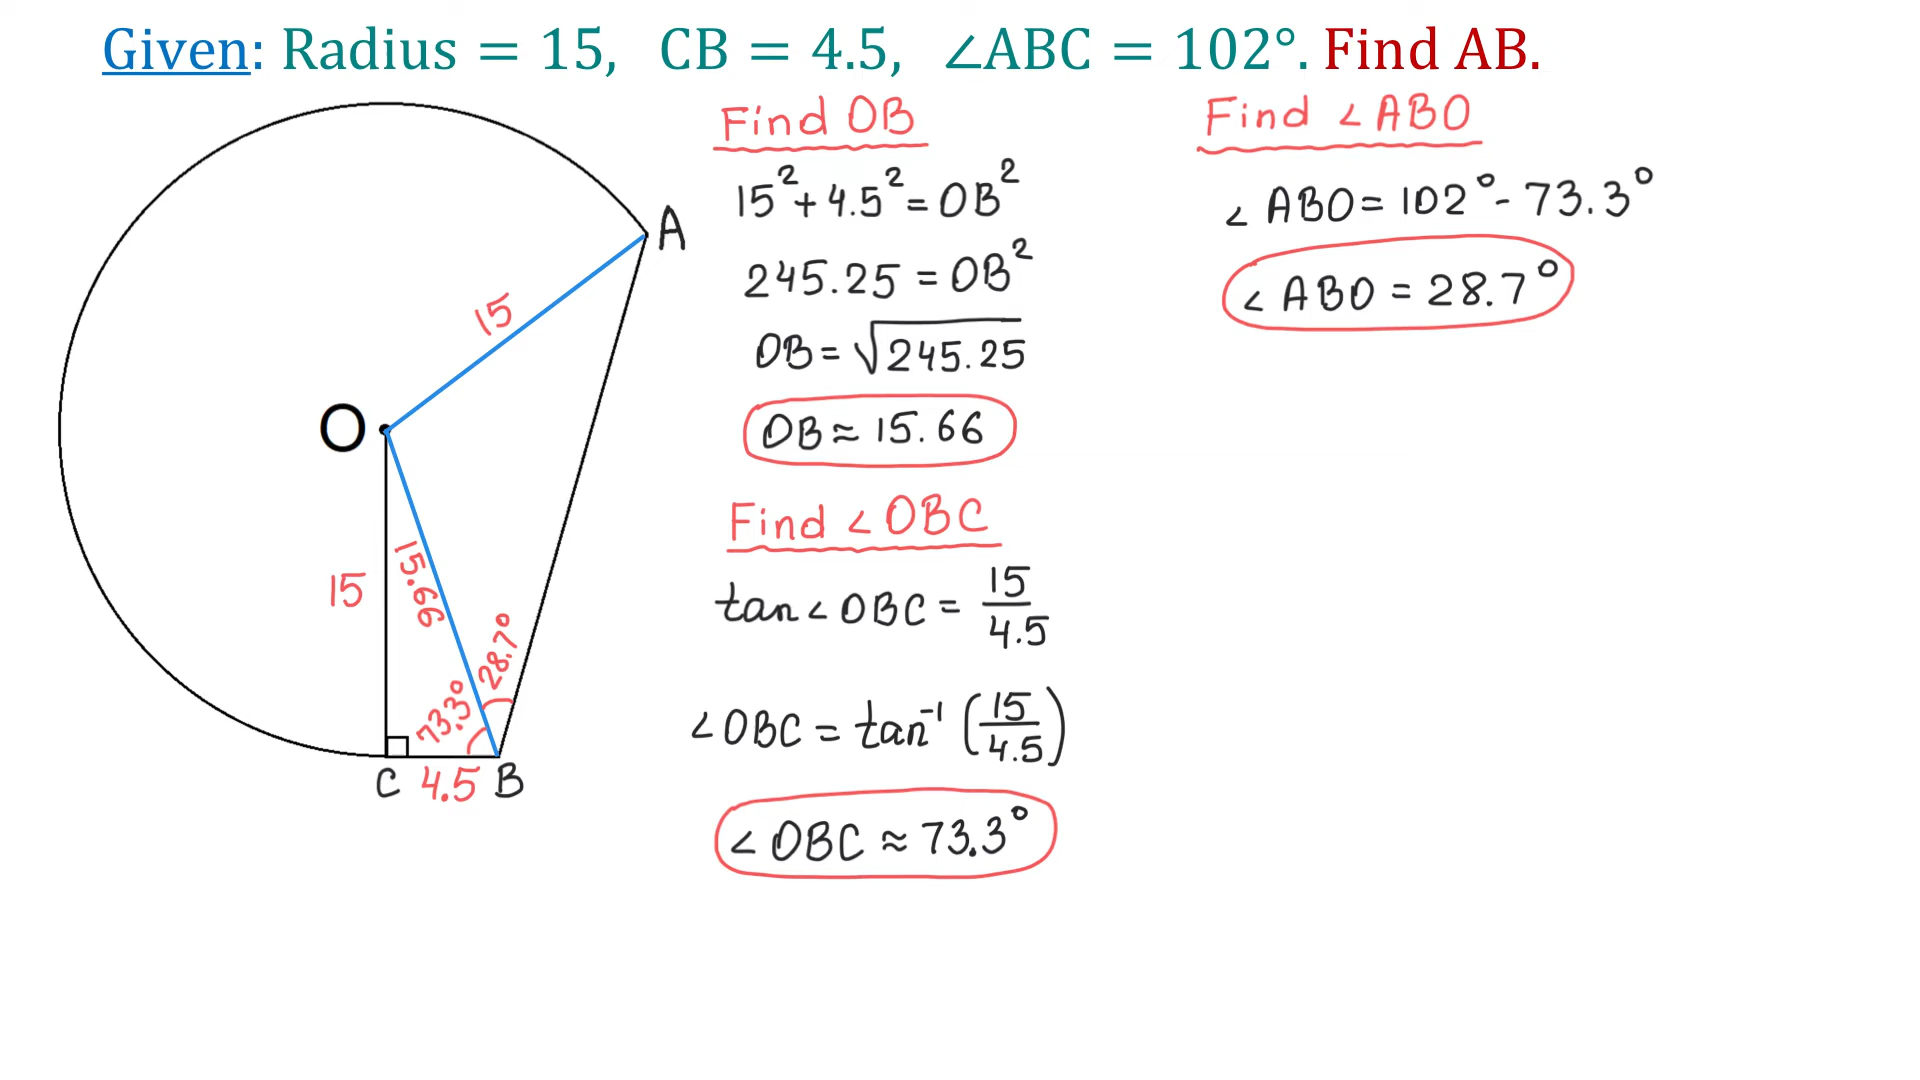 Given: Radius = 15, CB = 4.5, ∠ABC = 102°. Find AB.
Find OB
15² + 4.5² = OB²
245.25 = OB²
OB = √245.25
OB ≈ 15.66
Find ∠OBC
tan∠OBC = 15/4.5
∠OBC = tan⁻¹ (15/4.5)
∠OBC ≈ 73.3°
Find ∠ABO
∠ABO = 102° - 73.3°
∠ABO = 28.7°
A
15
O
15
15.66
28.7°
73.3°
C 4.5 B